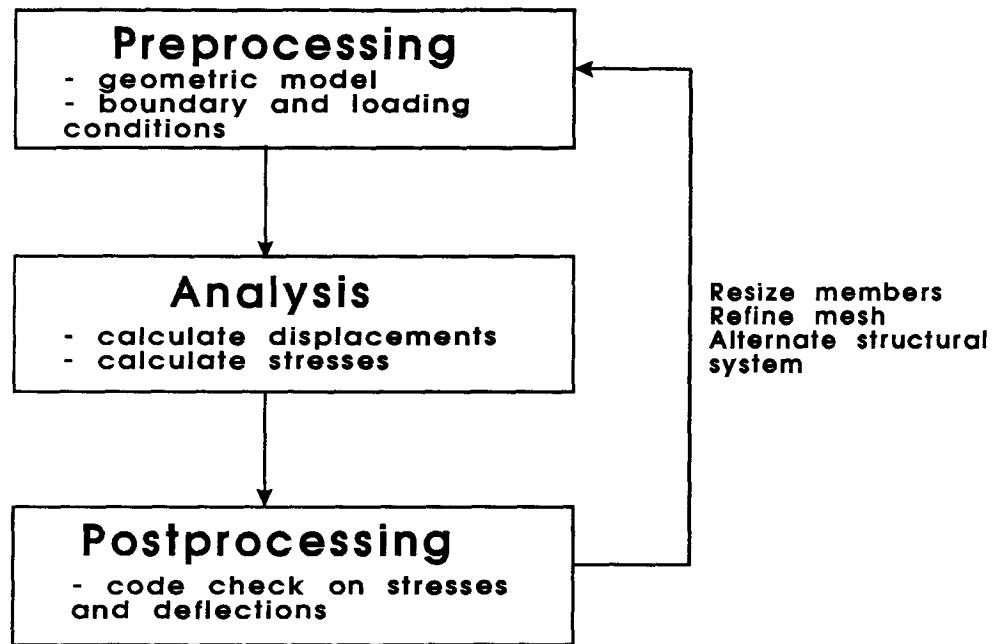 Preprocessing
- geometric model
- boundary and loading
conditions
Analysis
- calculate displacements
- calculate stresses
Resize members
Refine mesh
Alternate structural
system
Postprocessing
- code check on stresses
and deflections